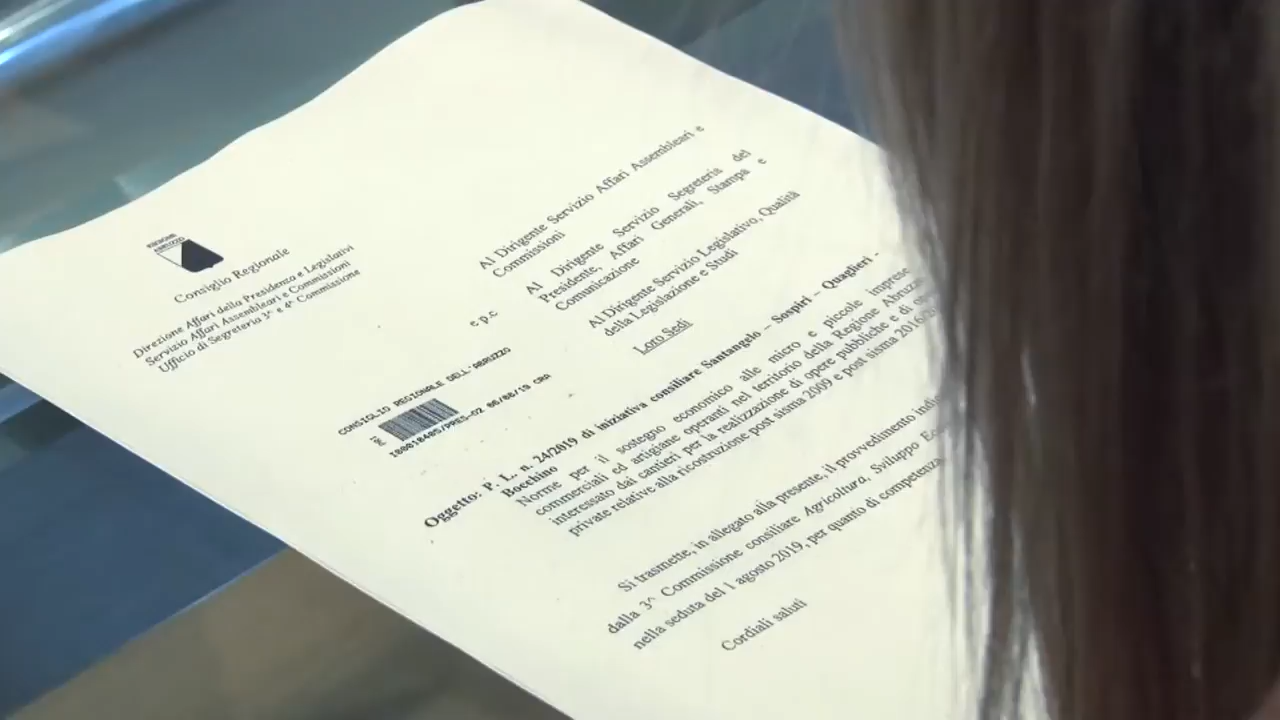 REGIONE
ABRUZZO
Consiglio Regionale
Direzione Affari della Presidenza e Legislativi
Servizio Affari Assembleari e Commissioni
Ufficio di Segreteria 3^ e 4^ Commissione
Al Dirigente Servizio Affari Assembleari e
Commissioni
Al Dirigente Servizio Segreteria del
Presidente, Affari Generali, Stampa e
Comunicazione
e p.c
Al Dirigente Servizio Legislativo, Qualità
della Legislazione e Studi
Loro Sedi
CONSIGLIO REGIONALE DELL'ABRUZZO
Oggetto: P. L. n. 24/2019 di iniziativa consiliare Santangelo – Sospiri – Quaglieri -
Bocchino
Norme per il sostegno economico alle micro e piccole imprese
commerciali ed artigiane operanti nel territorio della Regione Abruz
interessato dai cantieri per la realizzazione di opere pubbliche e di
private relative alla ricostruzione post sisma 2009 e post sisma 2016/
Si trasmette, in allegato alla presente, il provvedimento indi
dalla 3^ Commissione consiliare Agricoltura, Sviluppo
nella seduta del 1 agosto 2019, per quanto di competenza
Cordiali saluti